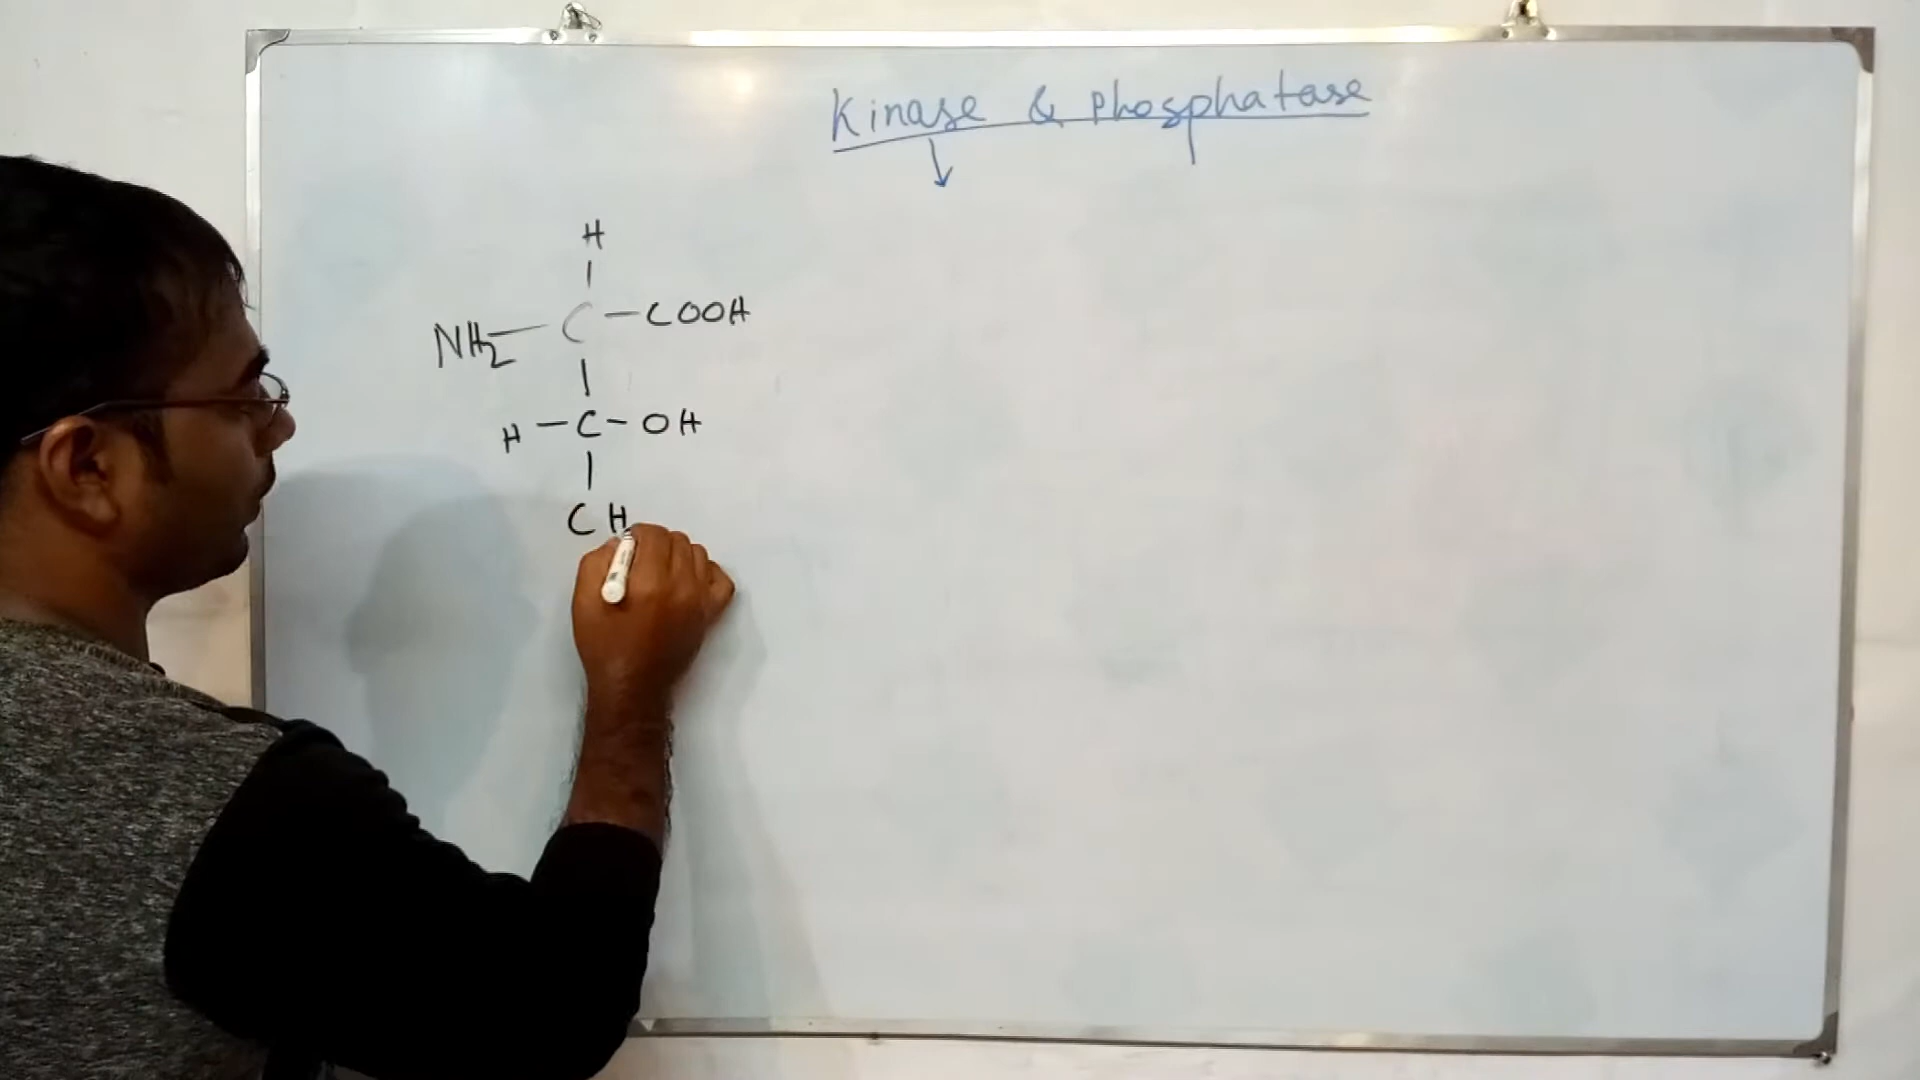 Kinase & Phosphatase
H
NH2 - C - COOH
H - C - OH
CH